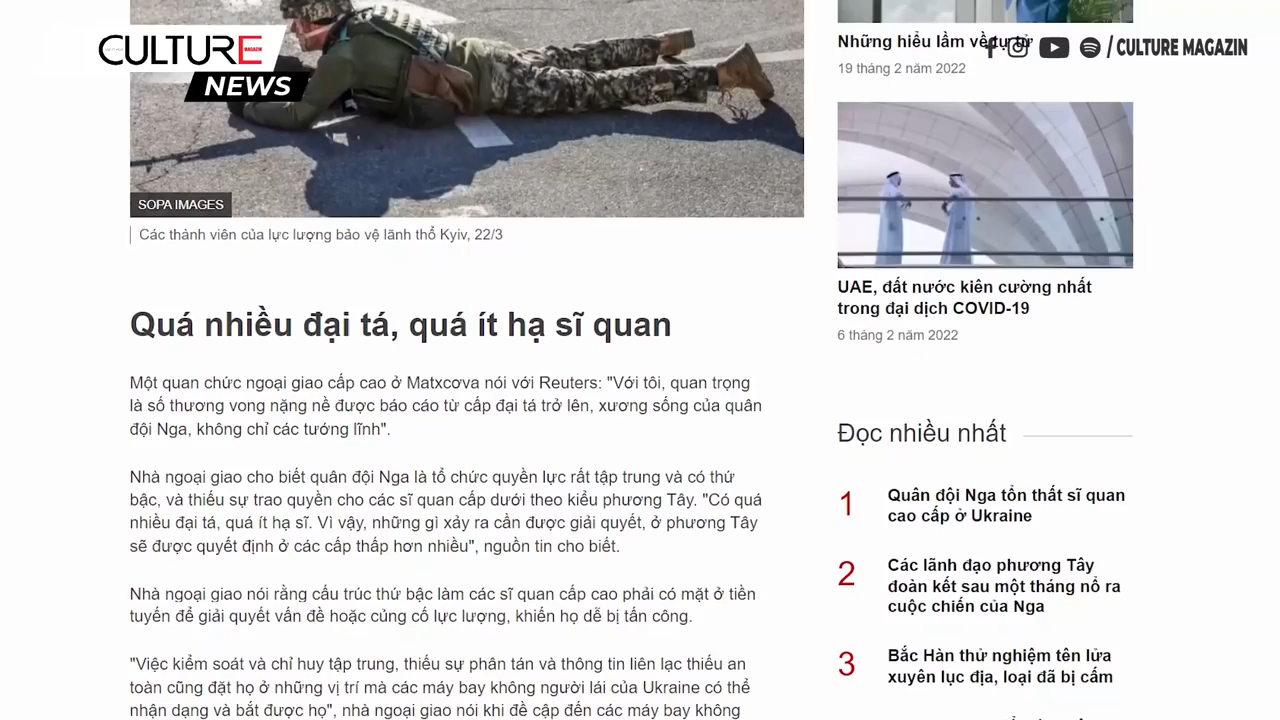 CULTURE
MAGAZIN
NEWS
/ CULTURE MAGAZIN
SOPA IMAGES
Các thành viên của lực lượng bảo vệ lãnh thổ Kyiv, 22/3
Quá nhiều đại tá, quá ít hạ sĩ quan
Một quan chức ngoại giao cấp cao ở Matxcơva nói với Reuters: "Với tôi, quan trọng
là số thương vong nặng nề được báo cáo từ cấp đại tá trở lên, xương sống của quân
đội Nga, không chỉ các tướng lĩnh".
Nhà ngoại giao cho biết quân đội Nga là tổ chức quyền lực rất tập trung và có thứ
bậc, và thiếu sự trao quyền cho các sĩ quan cấp dưới theo kiểu phương Tây. "Có quá
nhiều đại tá, quá ít hạ sĩ. Vì vậy, những gì xảy ra cần được giải quyết, ở phương Tây
sẽ được quyết định ở các cấp thấp hơn nhiều", nguồn tin cho biết.
Nhà ngoại giao nói rằng cấu trúc thứ bậc làm các sĩ quan cấp cao phải có mặt ở tiền
tuyến để giải quyết vấn đề hoặc củng cố lực lượng, khiến họ dễ bị tấn công.
"Việc kiểm soát và chỉ huy tập trung, thiếu sự phân tán và thông tin liên lạc thiếu an
toàn cũng đặt họ ở những vị trí mà các máy bay không người lái của Ukraine có thể
nhận dạng và bắt được họ", nhà ngoại giao nói khi đề cập đến các máy bay không
Những hiểu lầm về tự tử
19 tháng 2 năm 2022
UAE, đất nước kiên cường nhất
trong đại dịch COVID-19
6 tháng 2 năm 2022
Đọc nhiều nhất
1
Quân đội Nga tổn thất sĩ quan
cao cấp ở Ukraine
2
Các lãnh đạo phương Tây
đoàn kết sau một tháng nổ ra
cuộc chiến của Nga
3
Bắc Hàn thử nghiệm tên lửa
xuyên lục địa, loại đã bị cấm